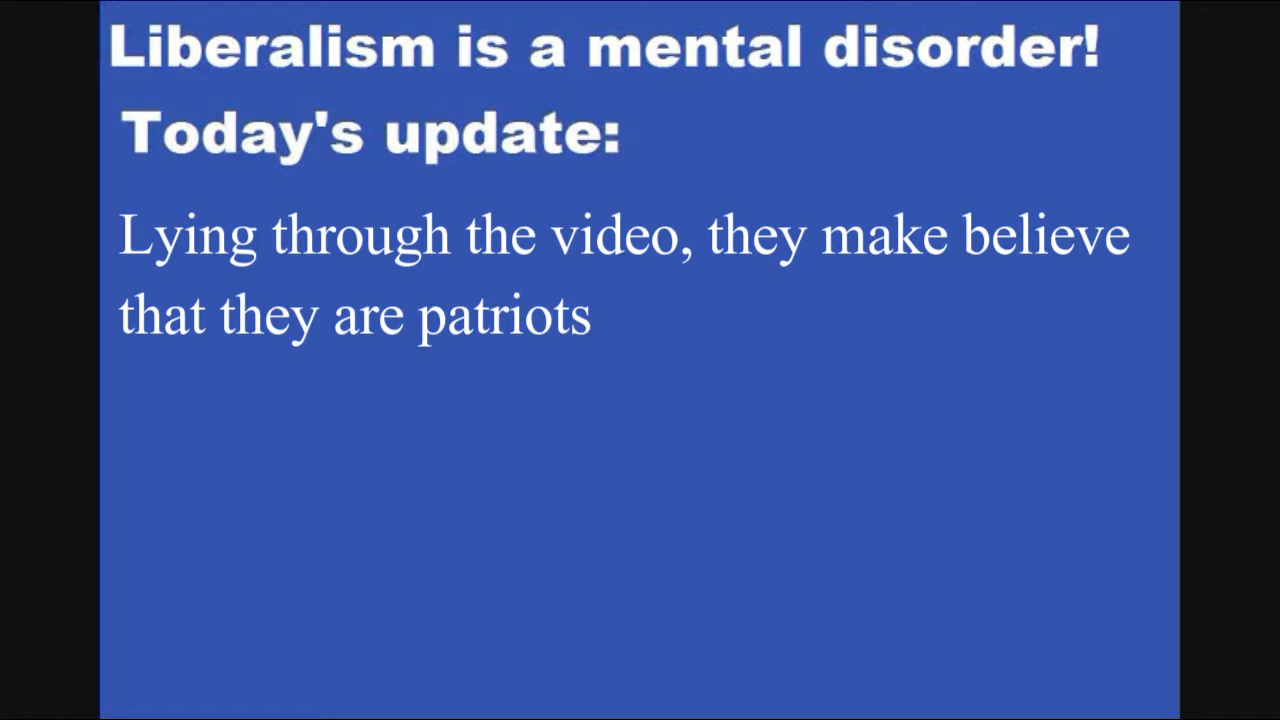 Liberalism is a mental disorder!
Today's update:
Lying through the video, they make believe
that they are patriots